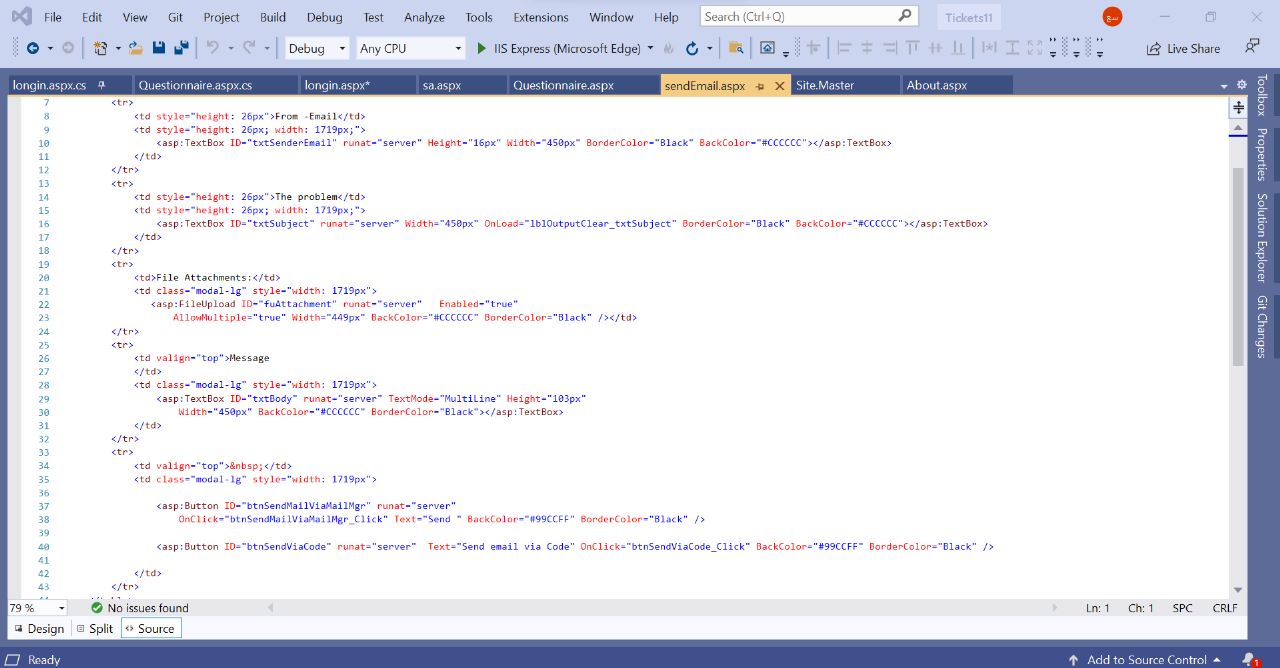 File Edit View Git Project Build Debug Test Analyze Tools Extensions Window Help Search (Ctrl+Q) Tickets11 سع
Debug Any CPU IIS Express (Microsoft Edge) Live Share
longin.aspx.cs Questionnaire.aspx.cs longin.aspx* sa.aspx Questionnaire.aspx sendEmail.aspx Site.Master About.aspx
Toolbox
Properties
Solution Explorer
Git Changes
7 <tr>
8 <td style="height: 26px">From -Email</td>
9 <td style="height: 26px; width: 1719px;">
10 <asp:TextBox ID="txtSenderEmail" runat="server" Height="16px" Width="450px" BorderColor="Black" BackColor="#CCCCCC"></asp:TextBox>
11 </td>
12 </tr>
13 <tr>
14 <td style="height: 26px">The problem</td>
15 <td style="height: 26px; width: 1719px;">
16 <asp:TextBox ID="txtSubject" runat="server" Width="450px" OnLoad="lblOutputClear_txtSubject" BorderColor="Black" BackColor="#CCCCCC"></asp:TextBox>
17 </td>
18 </tr>
19 <tr>
20 <td>File Attachments:</td>
21 <td class="modal-lg" style="width: 1719px">
22 <asp:FileUpload ID="fuAttachment" runat="server" Enabled="true"
23 AllowMultiple="true" Width="449px" BackColor="#CCCCCC" BorderColor="Black" /></td>
24 </tr>
25 <tr>
26 <td valign="top">Message
27 </td>
28 <td class="modal-lg" style="width: 1719px">
29 <asp:TextBox ID="txtBody" runat="server" TextMode="MultiLine" Height="103px"
30 Width="450px" BackColor="#CCCCCC" BorderColor="Black"></asp:TextBox>
31 </td>
32 </tr>
33 <tr>
34 <td valign="top">&nbsp;</td>
35 <td class="modal-lg" style="width: 1719px">
36
37 <asp:Button ID="btnSendMailViaMailMgr" runat="server"
38 OnClick="btnSendMailViaMailMgr_Click" Text="Send " BackColor="#99CCFF" BorderColor="Black" />
39
40 <asp:Button ID="btnSendViaCode" runat="server" Text="Send email via Code" OnClick="btnSendViaCode_Click" BackColor="#99CCFF" BorderColor="Black" />
41
42 </td>
43 </tr>
79 % No issues found Ln: 1 Ch: 1 SPC CRLF
Design Split Source
Ready Add to Source Control 1